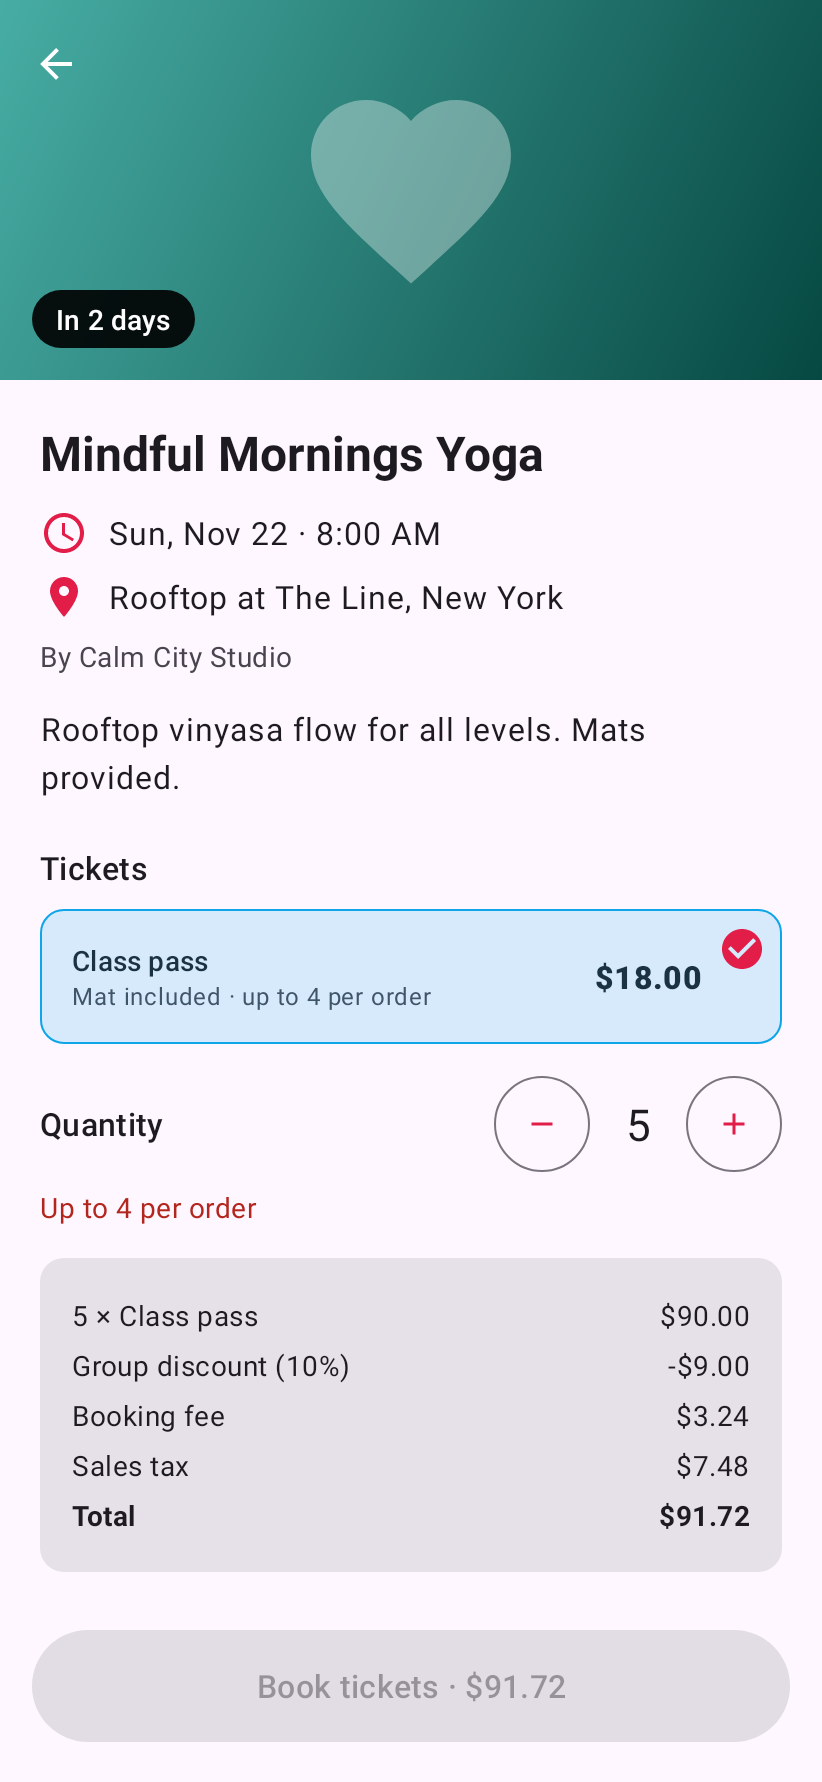 In 2 days
Mindful Mornings Yoga
Sun, Nov 22 · 8:00 AM
Rooftop at The Line, New York
By Calm City Studio
Rooftop vinyasa flow for all levels. Mats
provided.
Tickets
Class pass
Mat included · up to 4 per order
$18.00
Quantity
5
Up to 4 per order
5 × Class pass $90.00
Group discount (10%) -$9.00
Booking fee $3.24
Sales tax $7.48
Total $91.72
Book tickets · $91.72